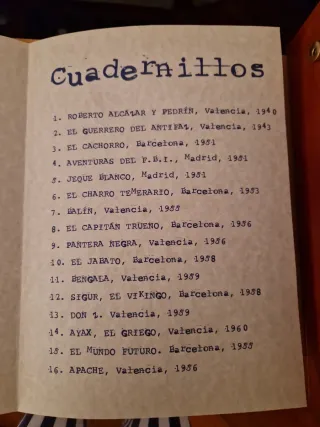 Cuadernillos
1. ROBERTO ALCAZAR Y PEDRÍN, Valencia, 1940
2. EL GUERRERO DEL ANTIFAZ, Valencia, 1943
3. EL CACHORRO, Barcelona, 1951
4. AVENTURAS DEL F.B.I., Madrid, 1951
5. JEQUE BLANCO, Madrid, 1951
6. EL CHARRO TEMERARIO, Barcelona, 1953
7. BALÍN, Valencia, 1955
8. EL CAPITÁN TRUENO, Barcelona, 1956
9. PANTERA NEGRA, Valencia, 1956
10. EL JABATO, Barcelona, 1958
11. BENGALA, Valencia, 1959
12. SIGUR, EL VIKINGO, Barcelona, 1958
13. DON Z. Valencia, 1959
14. AYAX, EL GRIEGO, Valencia, 1960
15. EL MUNDO FUTURO. Barcelona, 1955
16. APACHE, Valencia, 1956